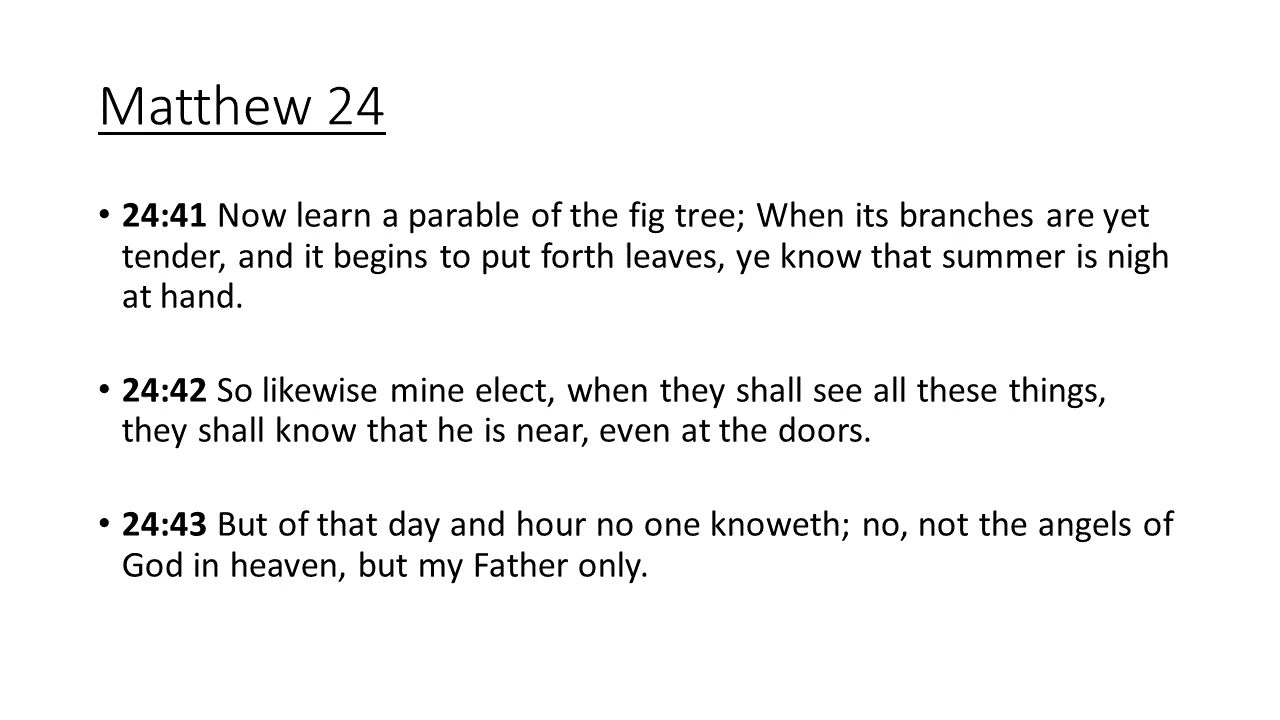 Matthew 24
• 24:41 Now learn a parable of the fig tree; When its branches are yet
tender, and it begins to put forth leaves, ye know that summer is nigh
at hand.
• 24:42 So likewise mine elect, when they shall see all these things,
they shall know that he is near, even at the doors.
• 24:43 But of that day and hour no one knoweth; no, not the angels of
God in heaven, but my Father only.